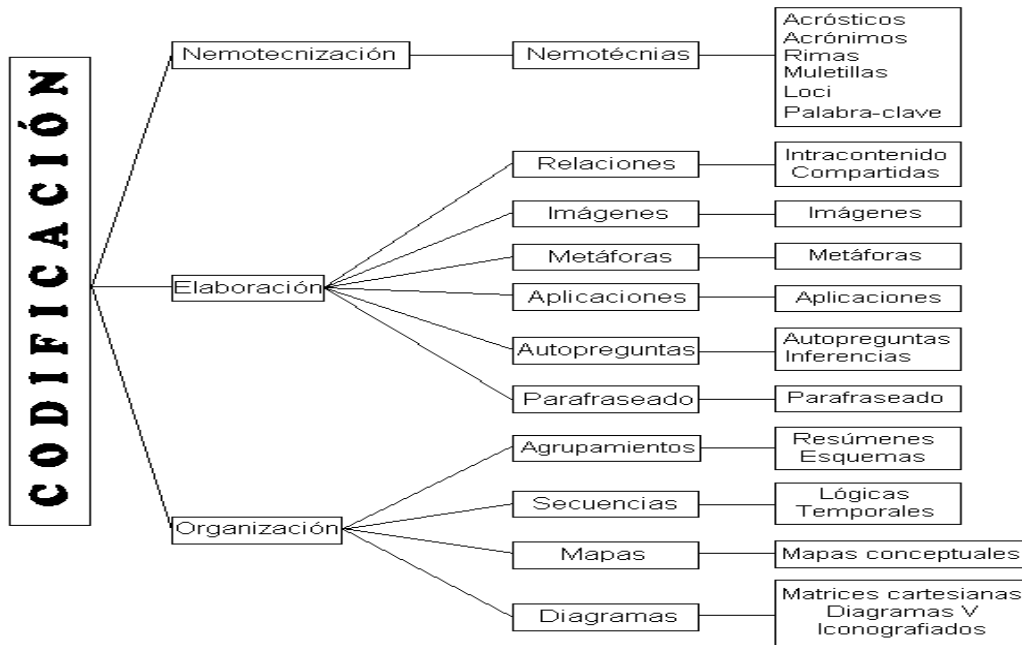 CODIFICACIÓN
Nemotecnización
Nemotécnias
Acrósticos
Acrónimos
Rimas
Muletillas
Loci
Palabra-clave
Elaboración
Relaciones
Intracontenido
Compartidas
Imágenes
Imágenes
Metáforas
Metáforas
Aplicaciones
Aplicaciones
Autopreguntas
Autopreguntas
Inferencias
Parafraseado
Parafraseado
Organización
Agrupamientos
Resúmenes
Esquemas
Secuencias
Lógicas
Temporales
Mapas
Mapas conceptuales
Diagramas
Matrices cartesianas
Diagramas V
Iconografiados